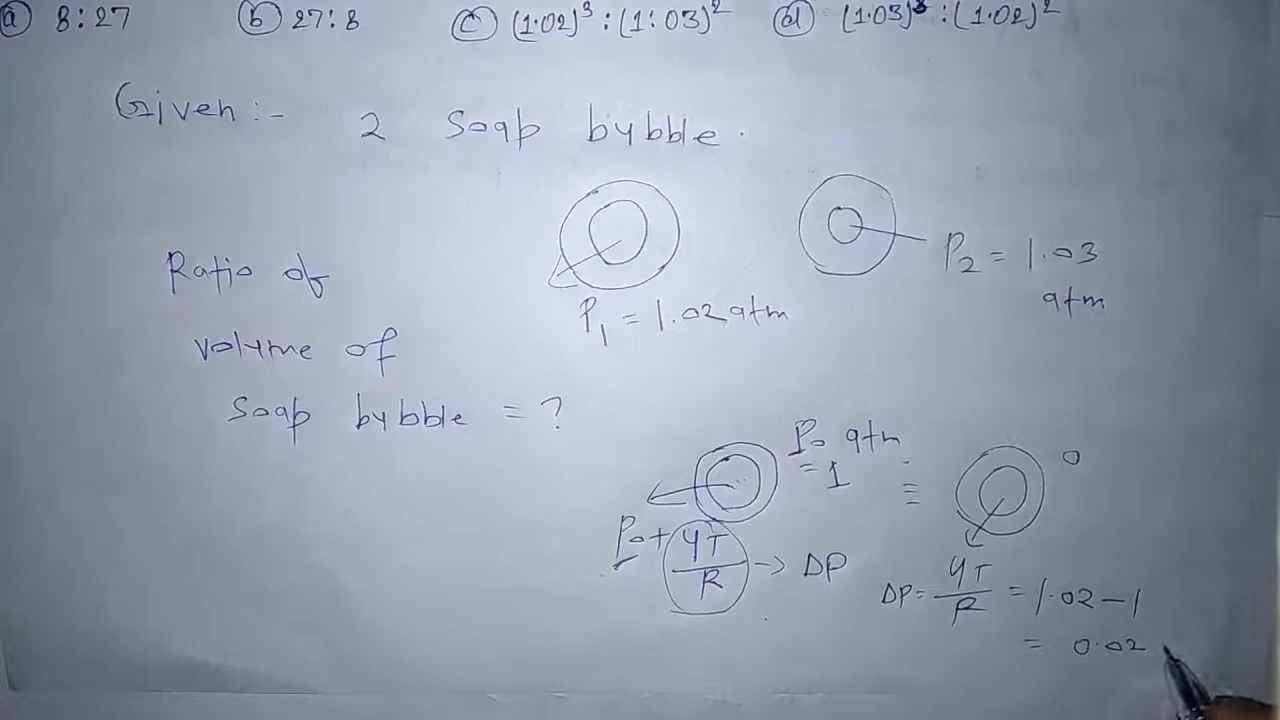 (a) 8:27 (b) 27:8 (c) (1.02)³ : (1:03)² (d) (1.03)³ : (1.02)²
Given :- 2 Soap bubble.
Ratio of
volume of
soap bubble = ?
P₁ = 1.02 atm
P₂ = 1.03
atm
P₀ atm
= 1
≡
0
P₀ + 4T/R → ΔP
ΔP = 4T/R = 1.02 - 1
= 0.02